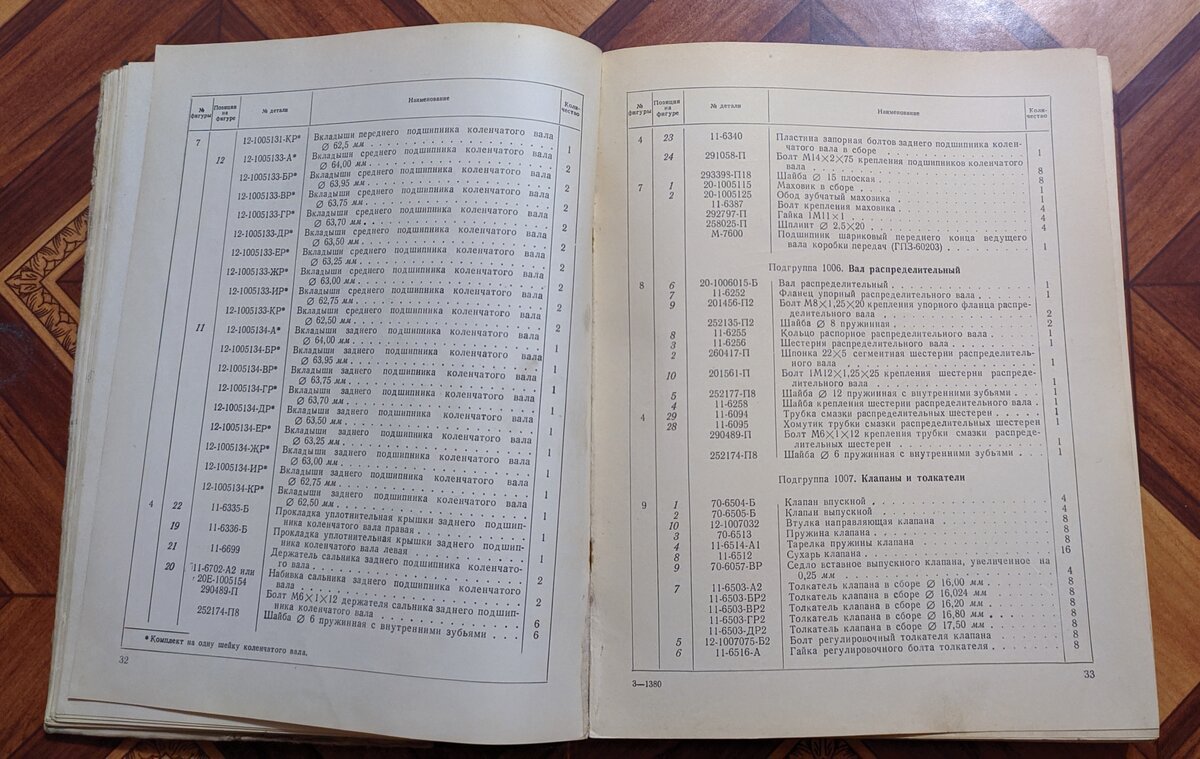 № фигуры Позиция на фигуре № детали Наименование Количество
7 12-1005131-КР* Вкладыши переднего подшипника коленчатого вала
∅ 62,5 мм 1
12 12-1005133-А* Вкладыши среднего подшипника коленчатого вала
∅ 64,00 мм 2
12-1005133-БР* Вкладыши среднего подшипника коленчатого вала
∅ 63,95 мм 2
12-1005133-ВР* Вкладыши среднего подшипника коленчатого вала
∅ 63,75 мм 2
12-1005133-ГР* Вкладыши среднего подшипника коленчатого вала
∅ 63,70 мм 2
12-1005133-ДР* Вкладыши среднего подшипника коленчатого вала
∅ 63,50 мм 2
12-1005133-ЕР* Вкладыши среднего подшипника коленчатого вала
∅ 63,25 мм 2
12-1005133-ЖР* Вкладыши среднего подшипника коленчатого вала
∅ 63,00 мм 2
12-1005133-ИР* Вкладыши среднего подшипника коленчатого вала
∅ 62,75 мм 2
12-1005133-КР* Вкладыши среднего подшипника коленчатого вала
∅ 62,50 мм 2
11 12-1005134-А* Вкладыши заднего подшипника коленчатого вала
∅ 64,00 мм 1
12-1005134-БР* Вкладыши заднего подшипника коленчатого вала
∅ 63,95 мм 1
12-1005134-ВР* Вкладыши заднего подшипника коленчатого вала
∅ 63,75 мм 1
12-1005134-ГР* Вкладыши заднего подшипника коленчатого вала
∅ 63,70 мм 1
12-1005134-ДР* Вкладыши заднего подшипника коленчатого вала
∅ 63,50 мм 1
12-1005134-ЕР* Вкладыши заднего подшипника коленчатого вала
∅ 63,25 мм 1
12-1005134-ЖР* Вкладыши заднего подшипника коленчатого вала
∅ 63,00 мм 1
12-1005134-ИР* Вкладыши заднего подшипника коленчатого вала
∅ 62,75 мм 1
12-1005134-КР* Вкладыши заднего подшипника коленчатого вала
∅ 62,50 мм 1
4 22 11-6335-Б Прокладка уплотнительная крышки заднего подшип-
ника коленчатого вала правая 1
19 11-6336-Б Прокладка уплотнительная крышки заднего подшип-
ника коленчатого вала левая 1
21 11-6699 Держатель сальника заднего подшипника коленчато-
го вала 2
20 11-6702-А2 или
20Е-1005154 Набивка сальника заднего подшипника коленчатого
вала 2
290489-П Болт М6×1×12 держателя сальника заднего подшип-
ника коленчатого вала 6
252174-П8 Шайба ∅ 6 пружинная с внутренними зубьями 6
* Комплект на одну шейку коленчатого вала.
32
№ фигуры Позиция на фигуре № детали Наименование Количество
4 23 11-6340 Пластина запорная болтов заднего подшипника колен-
чатого вала в сборе 1
24 291058-П Болт М14×2×75 крепления подшипников коленчатого
вала 8
293393-П18 Шайба ∅ 15 плоская 8
7 1 20-1005115 Маховик в сборе 1
2 20-1005125 Обод зубчатый маховика 1
11-6387 Болт крепления маховика 4
292797-П Гайка 1М11×1 4
258025-П Шплинт ∅ 2,5×20 4
М-7600 Подшипник шариковый переднего конца ведущего
вала коробки передач (ГПЗ-60203) 1
Подгруппа 1006. Вал распределительный
8 6 20-1006015-Б Вал распределительный 1
7 11-6252 Фланец упорный распределительного вала 1
9 201456-П2 Болт М8×1,25×20 крепления упорного фланца распре-
делительного вала 2
252135-П2 Шайба ∅ 8 пружинная 2
8 11-6255 Кольцо распорное распределительного вала 1
3 11-6256 Шестерня распределительного вала 1
2 260417-П Шпонка 22×5 сегментная шестерни распределитель-
ного вала 1
10 201561-П Болт 1М12×1,25×25 крепления шестерни распреде-
лительного вала 1
5 252177-П8 Шайба ∅ 12 пружинная с внутренними зубьями 1
4 11-6258 Шайба крепления шестерни распределительного вала 1
4 29 11-6094 Трубка смазки распределительных шестерен 1
28 11-6095 Хомутик трубки смазки распределительных шестерен 1
290489-П Болт М6×1×12 крепления трубки смазки распреде-
лительных шестерен 1
252174-П8 Шайба ∅ 6 пружинная с внутренними зубьями 1
Подгруппа 1007. Клапаны и толкатели
9 1 70-6504-Б Клапан впускной 4
2 70-6505-Б Клапан выпускной 4
10 12-1007032 Втулка направляющая клапана 8
3 70-6513 Пружина клапана 8
4 11-6514-А1 Тарелка пружины клапана 8
8 11-6512 Сухарь клапана 16
9 70-6057-ВР Седло вставное выпускного клапана, увеличенное на
0,25 мм 4
7 11-6503-А2 Толкатель клапана в сборе ∅ 16,00 мм 8
11-6503-БР2 Толкатель клапана в сборе ∅ 16,024 мм 8
11-6503-ВР2 Толкатель клапана в сборе ∅ 16,20 мм 8
11-6503-ГР2 Толкатель клапана в сборе ∅ 16,80 мм 8
11-6503-ДР2 Толкатель клапана в сборе ∅ 17,50 мм 8
5 12-1007075-Б2 Болт регулировочный толкателя клапана 8
6 11-6516-А Гайка регулировочного болта толкателя 8
3—1380
33